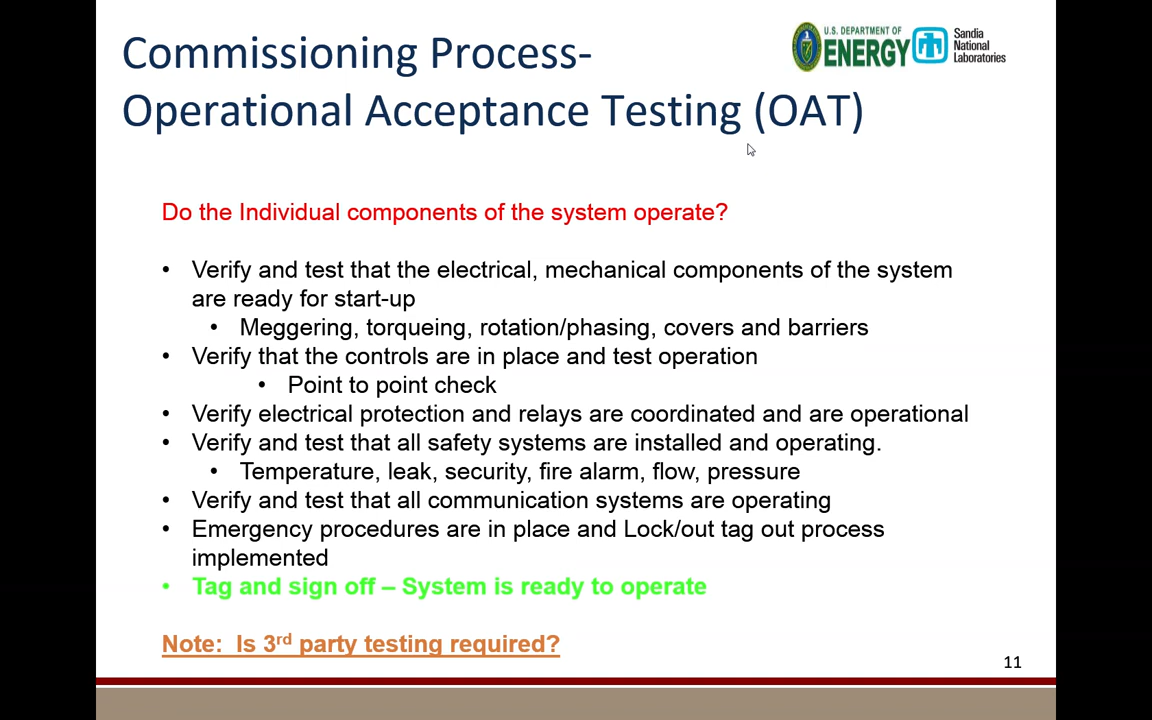 Commissioning Process-
Operational Acceptance Testing (OAT)
U.S. DEPARTMENT OF
ENERGY
Sandia
National
Laboratories
Do the Individual components of the system operate?
• Verify and test that the electrical, mechanical components of the system
are ready for start-up
• Meggering, torqueing, rotation/phasing, covers and barriers
• Verify that the controls are in place and test operation
• Point to point check
• Verify electrical protection and relays are coordinated and are operational
• Verify and test that all safety systems are installed and operating.
• Temperature, leak, security, fire alarm, flow, pressure
• Verify and test that all communication systems are operating
• Emergency procedures are in place and Lock/out tag out process
implemented
• Tag and sign off – System is ready to operate
Note: Is 3rd party testing required?
11